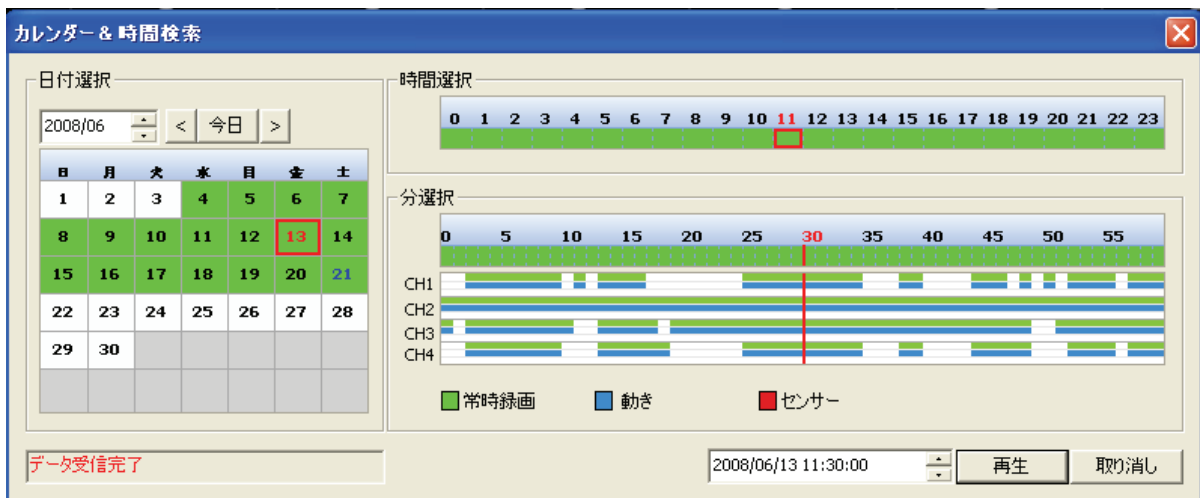 カレンダー & 時間検索
日付選択
2008/06 < 今日 >
日 月 火 水 目 金 土
1 2 3 4 5 6 7
8 9 10 11 12 13 14
15 16 17 18 19 20 21
22 23 24 25 26 27 28
29 30
データ受信完了
時間選択
0 1 2 3 4 5 6 7 8 9 10 11 12 13 14 15 16 17 18 19 20 21 22 23
分選択
0 5 10 15 20 25 30 35 40 45 50 55
CH1
CH2
CH3
CH4
常時録画 動き センサー
2008/06/13 11:30:00 再生 取り消し